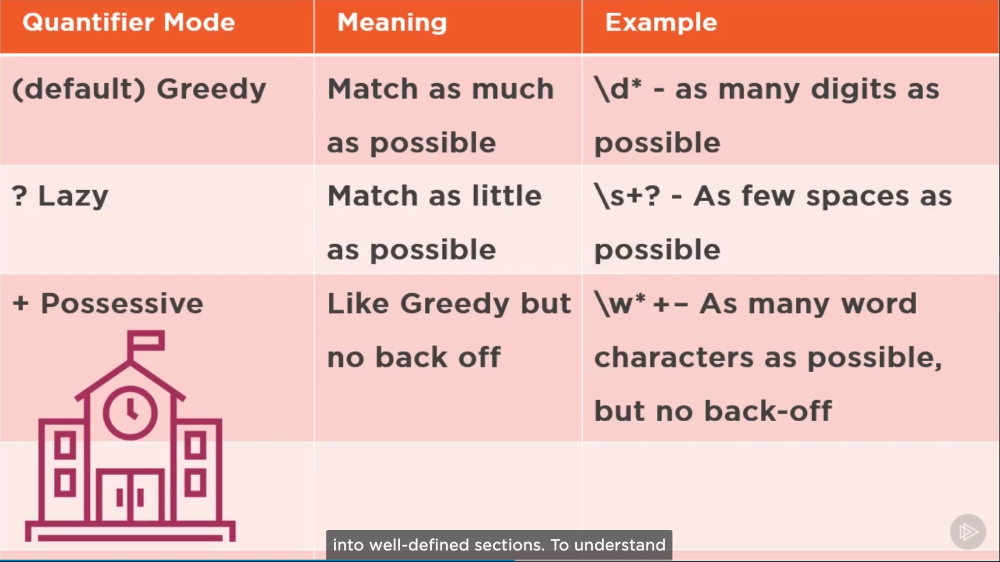 Quantifier Mode
Meaning
Example
(default) Greedy
Match as much
as possible
\d* - as many digits as
possible
? Lazy
Match as little
as possible
\s+? - As few spaces as
possible
+ Possessive
Like Greedy but
no back off
\w* +– As many word
characters as possible,
but no back-off
into well-defined sections. To understand